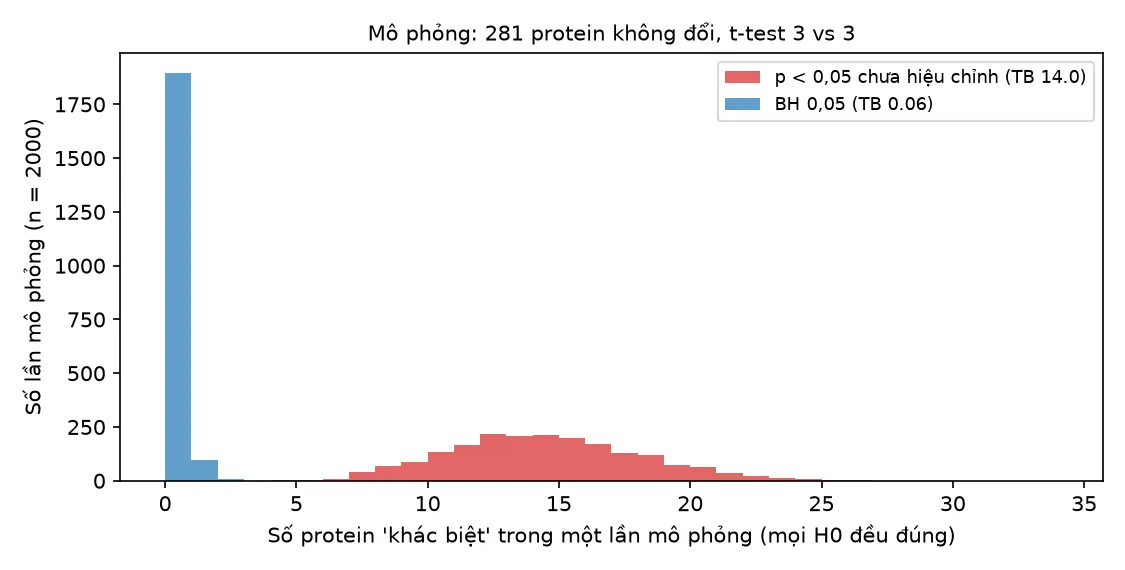 Mô phỏng: 281 protein không đổi, t-test 3 vs 3
p < 0,05 chưa hiệu chỉnh (TB 14.0)
BH 0,05 (TB 0.06)
Số lần mô phỏng (n = 2000)
1750
1500
1250
1000
750
500
250
0
0 5 10 15 20 25 30 35
Số protein 'khác biệt' trong một lần mô phỏng (mọi H0 đều đúng)